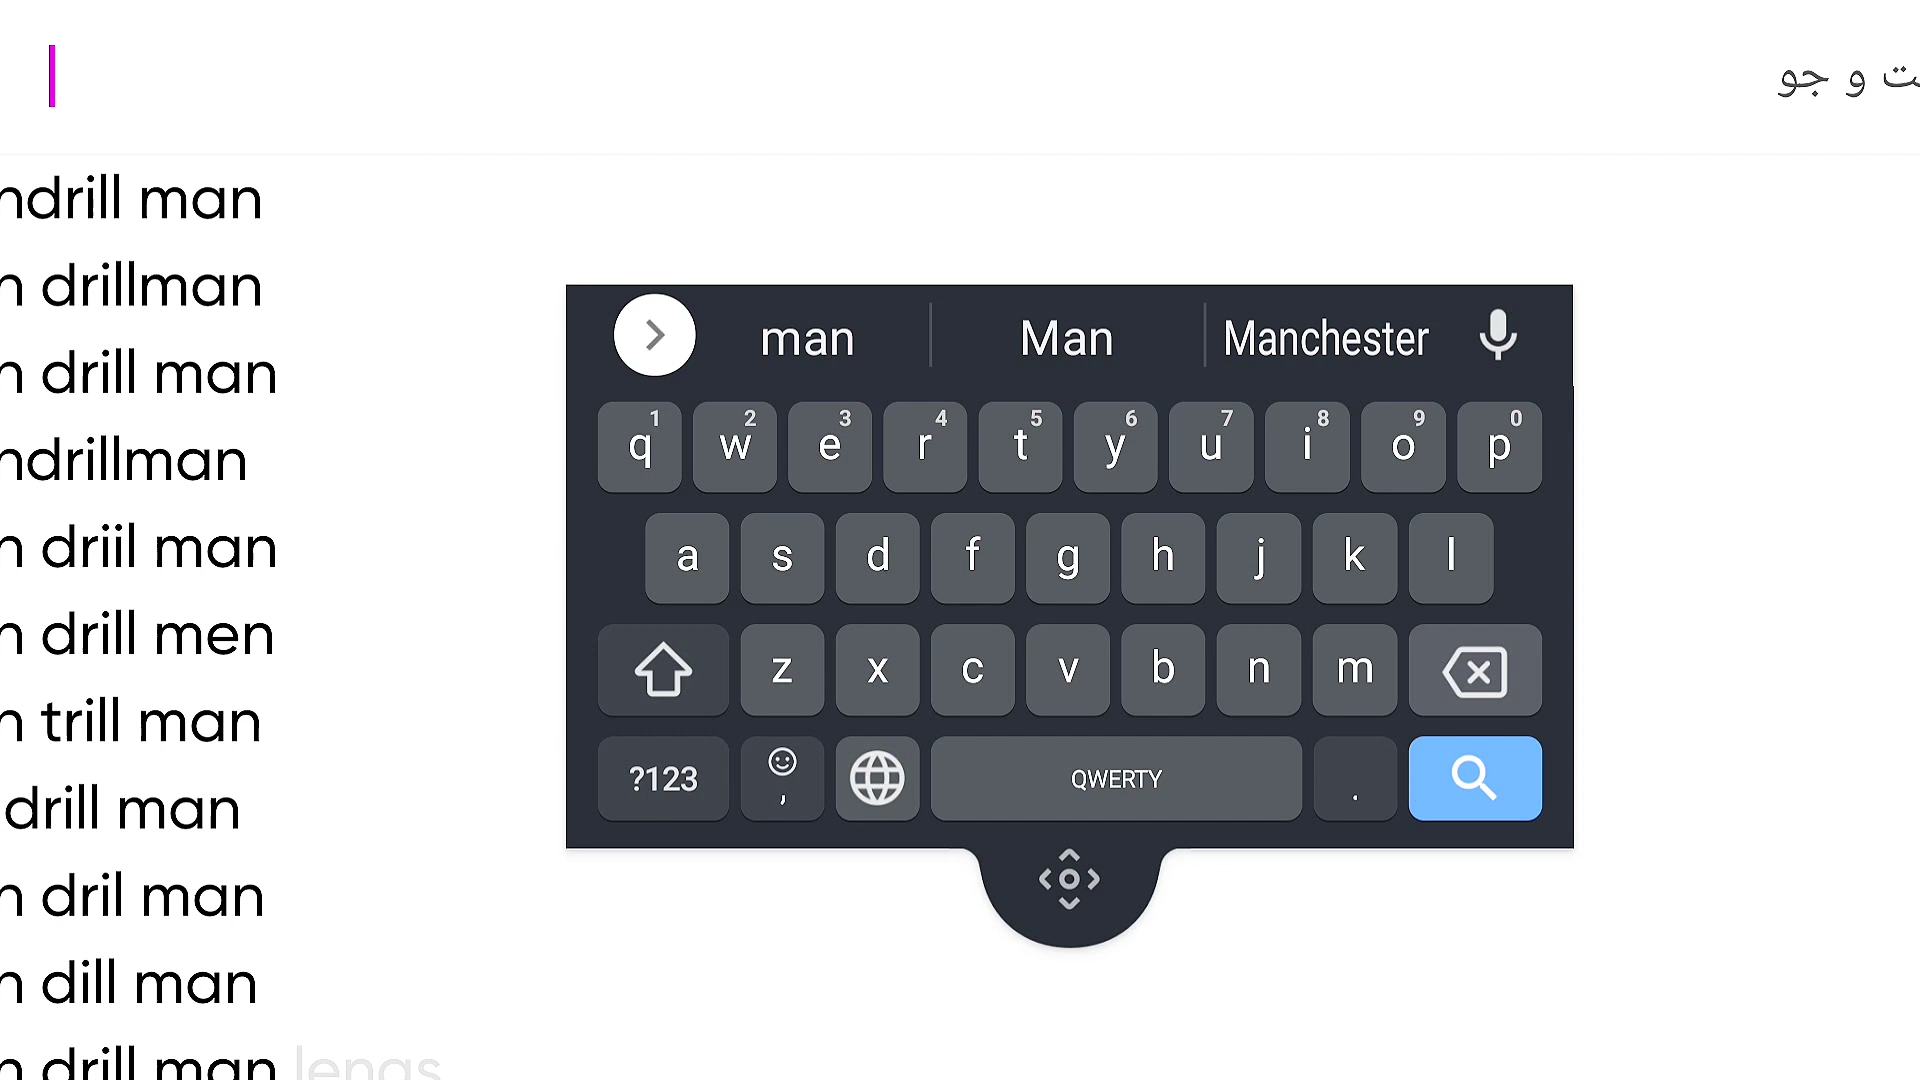 و جو
ndrill man
n drillman
n drill man
ndrillman
n driil man
n drill men
n trill man
drill man
n dril man
n dill man
n drill man lengs
man Man Manchester
q 1 w 2 e 3 r 4 t 5 y 6 u 7 i 8 o 9 p 0
a s d f g h j k l
z x c v b n m
?123 , QWERTY .